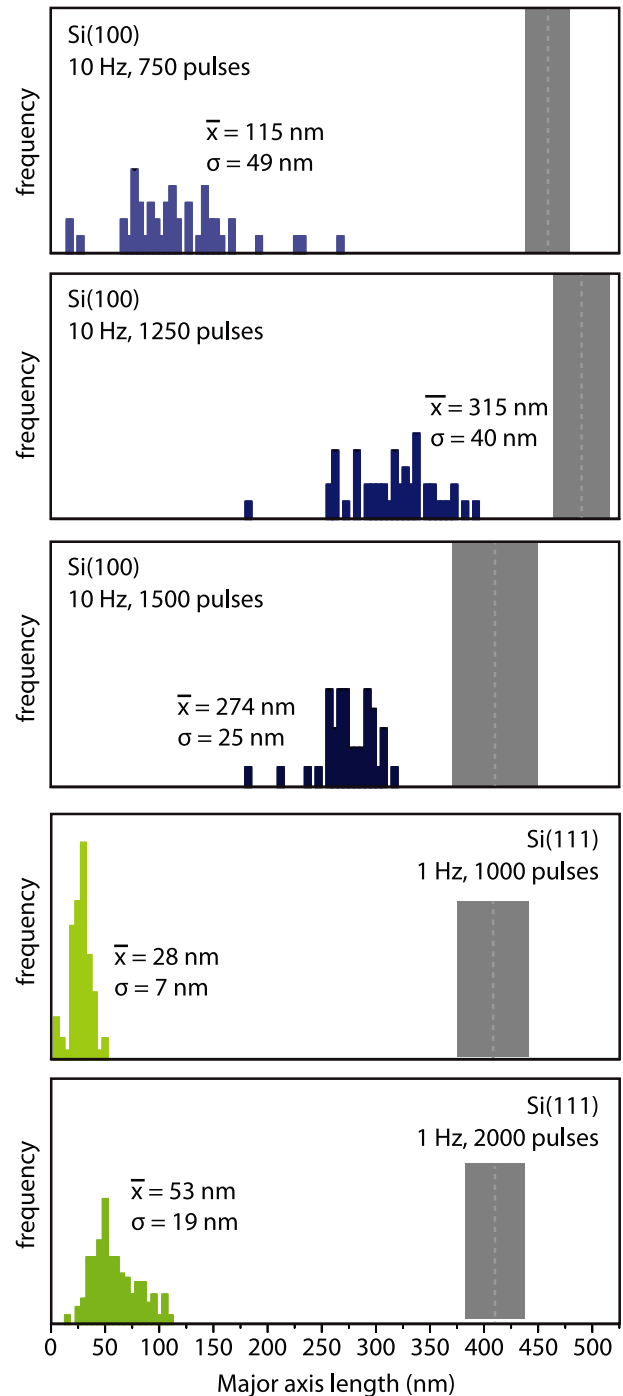 Si(100)
10 Hz, 750 pulses
x̅ = 115 nm
σ = 49 nm
frequency
Si(100)
10 Hz, 1250 pulses
x̅ = 315 nm
σ = 40 nm
frequency
Si(100)
10 Hz, 1500 pulses
x̅ = 274 nm
σ = 25 nm
frequency
Si(111)
1 Hz, 1000 pulses
x̅ = 28 nm
σ = 7 nm
frequency
Si(111)
1 Hz, 2000 pulses
x̅ = 53 nm
σ = 19 nm
frequency
0 50 100 150 200 250 300 350 400 450 500
Major axis length (nm)